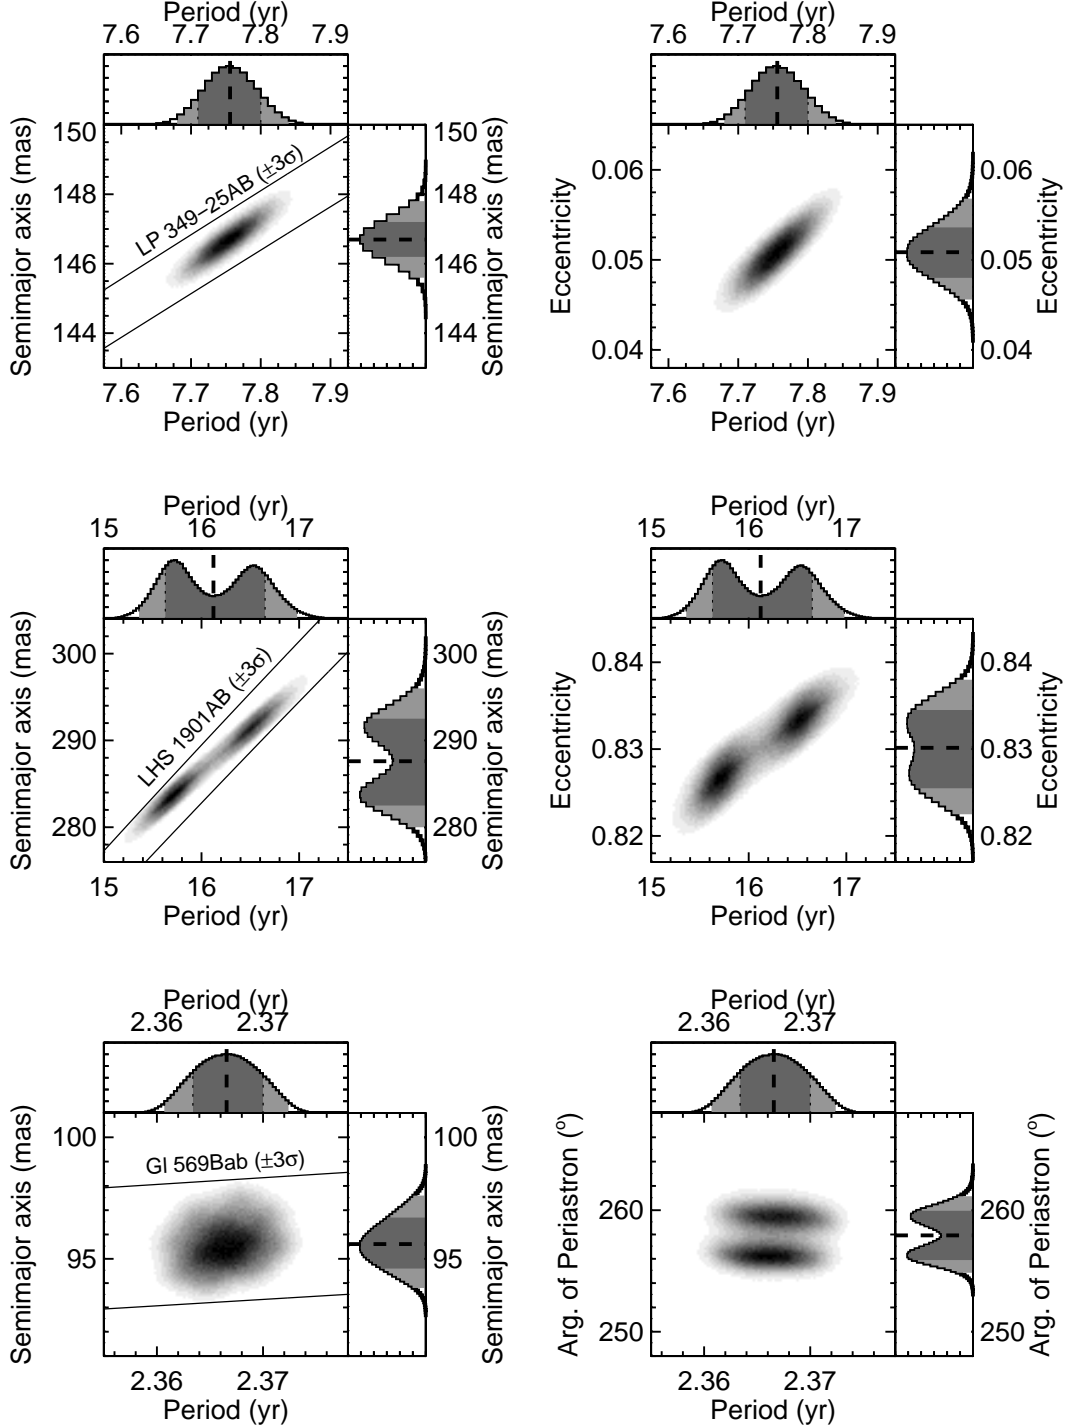 Period (yr)
7.6 7.7 7.8 7.9
Semimajor axis (mas)
150
148
146
144
LP 349−25AB (±3σ)
150
148
146
144
Semimajor axis (mas)
7.6 7.7 7.8 7.9
Period (yr)
Period (yr)
7.6 7.7 7.8 7.9
Eccentricity
0.06
0.05
0.04
0.06
0.05
0.04
Eccentricity
7.6 7.7 7.8 7.9
Period (yr)
Period (yr)
15 16 17
Semimajor axis (mas)
300
290
280
LHS 1901AB (±3σ)
300
290
280
Semimajor axis (mas)
15 16 17
Period (yr)
Period (yr)
15 16 17
Eccentricity
0.84
0.83
0.82
0.84
0.83
0.82
Eccentricity
15 16 17
Period (yr)
Period (yr)
2.36 2.37
Semimajor axis (mas)
100
95
Gl 569Bab (±3σ)
100
95
Semimajor axis (mas)
2.36 2.37
Period (yr)
Period (yr)
2.36 2.37
Arg. of Periastron (°)
260
250
260
250
Arg. of Periastron (°)
2.36 2.37
Period (yr)